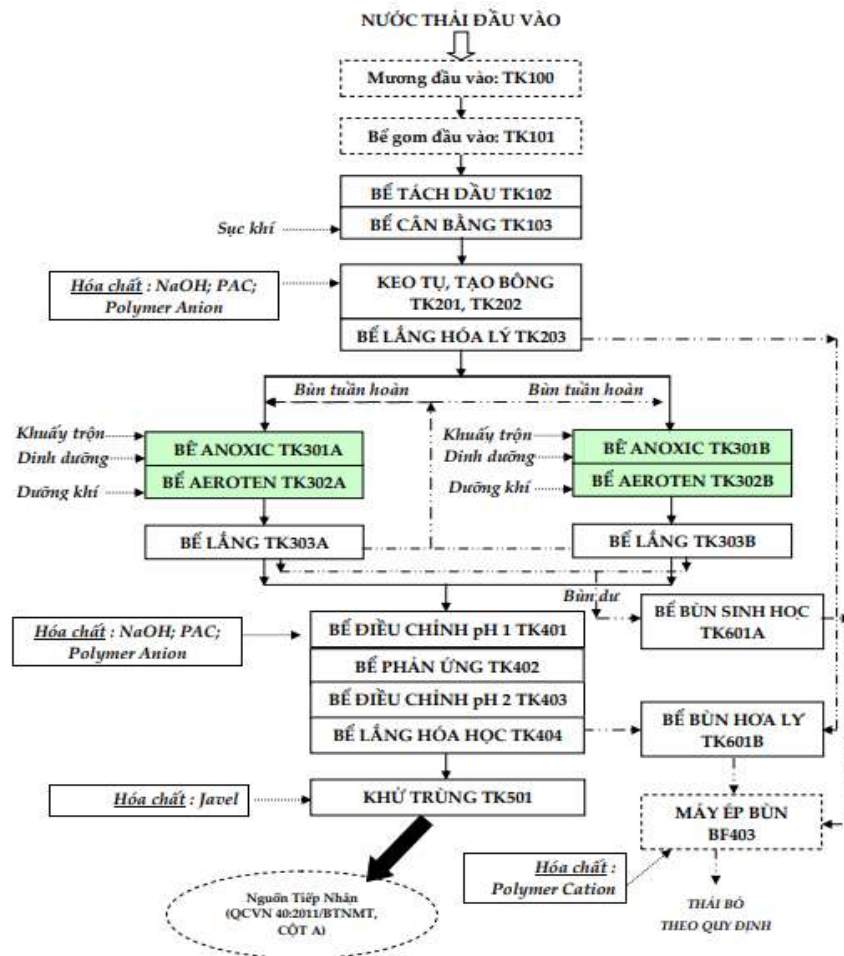 NƯỚC THẢI ĐẦU VÀO
Mương đầu vào: TK100
Bể gom đầu vào: TK101
BỂ TÁCH DẦU TK102
Sục khí
BỂ CÂN BẰNG TK103
Hóa chất : NaOH; PAC;
Polymer Anion
KEO TỤ, TẠO BÔNG
TK201, TK202
BỂ LẮNG HÓA LÝ TK203
Bùn tuần hoàn
Bùn tuần hoàn
Khuấy trộn
Dinh dưỡng
Dưỡng khí
BỂ ANOXIC TK301A
BỂ AEROTEN TK302A
Khuấy trộn
Dinh dưỡng
Dưỡng khí
BỂ ANOXIC TK301B
BỂ AEROTEN TK302B
BỂ LẮNG TK303A
BỂ LẮNG TK303B
Bùn dư
BỂ BÙN SINH HỌC
TK601A
Hóa chất : NaOH; PAC;
Polymer Anion
BỂ ĐIỀU CHỈNH pH 1 TK401
BỂ PHẢN ỨNG TK402
BỂ ĐIỀU CHỈNH pH 2 TK403
BỂ LẮNG HÓA HỌC TK404
BỂ BÙN HƠA LY
TK601B
Hóa chất : Javel
KHỬ TRÙNG TK501
MÁY ÉP BÙN
BF403
Hóa chất :
Polymer Cation
THẢI BỎ
THEO QUY ĐỊNH
Nguồn Tiếp Nhận
(QCVN 40:2011/BTNMT,
CỘT A)